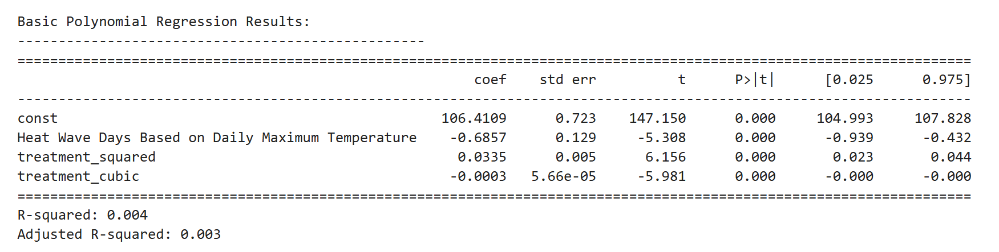 Basic Polynomial Regression Results:
--------------------------------------------------
=====================================================================================================================
coef std err t P>|t| [0.025 0.975]
---------------------------------------------------------------------------------------------------------------------
const 106.4109 0.723 147.150 0.000 104.993 107.828
Heat Wave Days Based on Daily Maximum Temperature -0.6857 0.129 -5.308 0.000 -0.939 -0.432
treatment_squared 0.0335 0.005 6.156 0.000 0.023 0.044
treatment_cubic -0.0003 5.66e-05 -5.981 0.000 -0.000 -0.000
=====================================================================================================================
R-squared: 0.004
Adjusted R-squared: 0.003